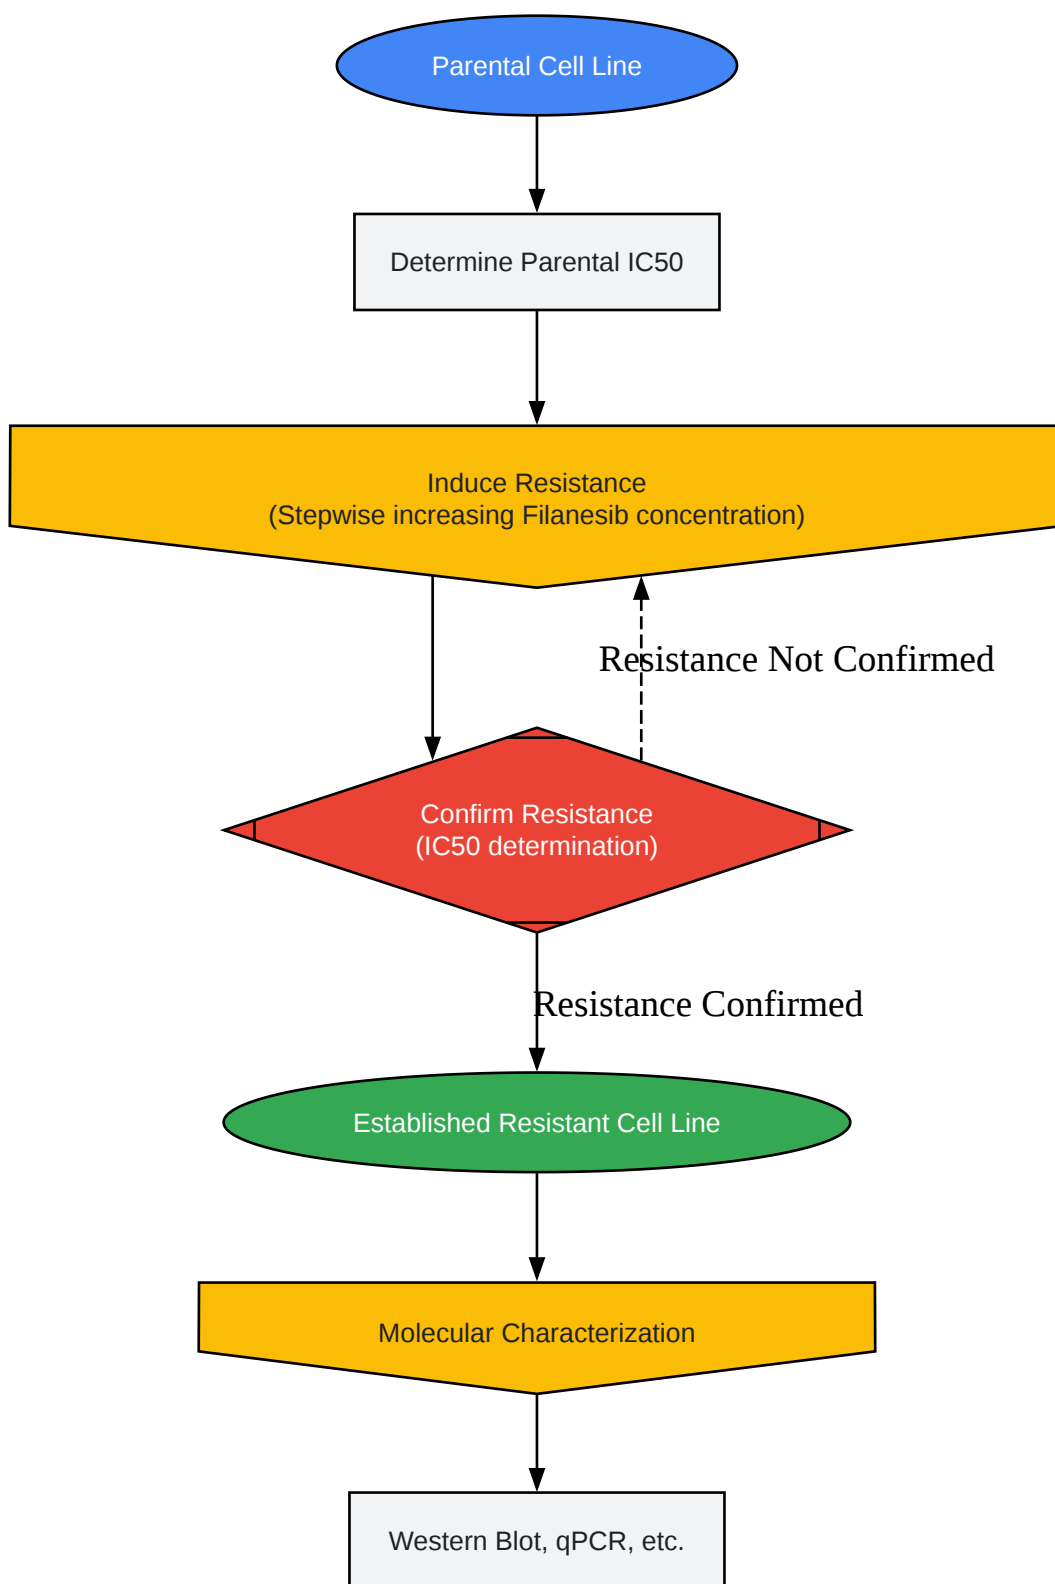 Parental Cell Line
Determine Parental IC50
Induce Resistance
(Stepwise increasing Filanesib concentration)
Resistance Not Confirmed
Confirm Resistance
(IC50 determination)
Resistance Confirmed
Established Resistant Cell Line
Molecular Characterization
Western Blot, qPCR, etc.